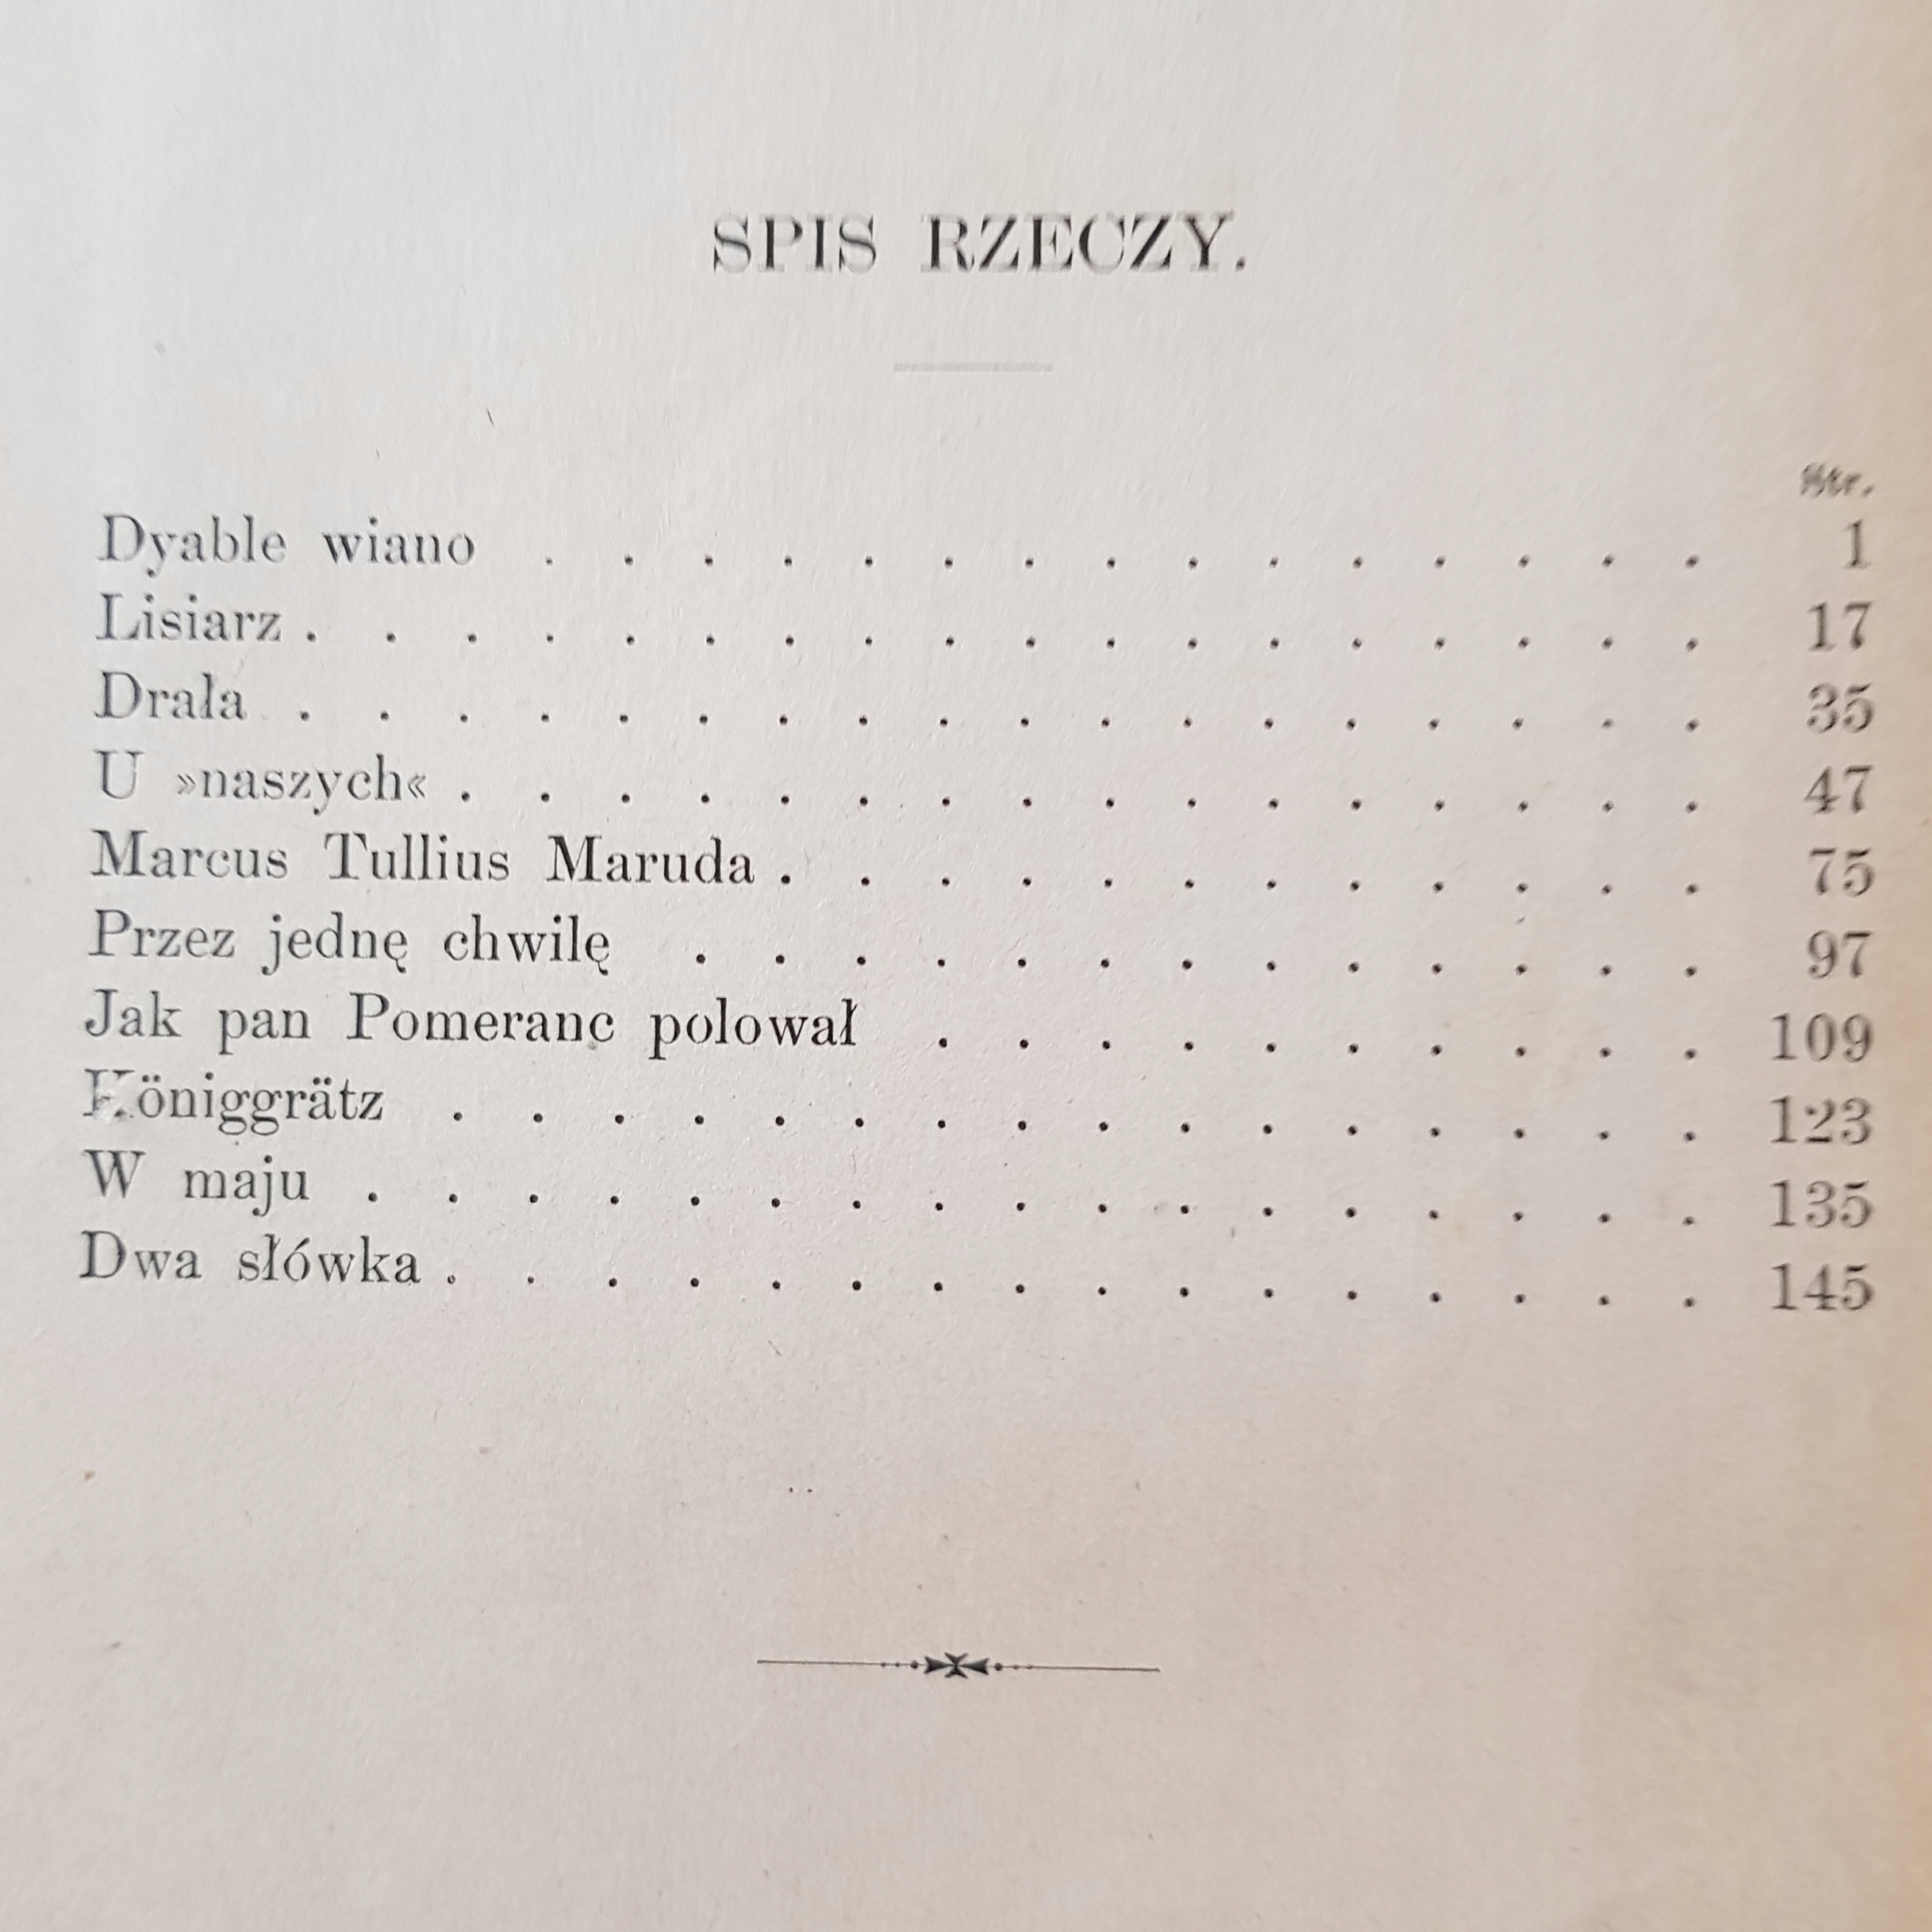 SPIS RZECZY.
Str.
Dyable wiano . . . . . . . . . . . . . . . 1
Lisiarz . . . . . . . . . . . . . . . . . . 17
Drała . . . . . . . . . . . . . . . . . . 35
U »naszych« . . . . . . . . . . . . . . . . 47
Marcus Tullius Maruda . . . . . . . . . . . . 75
Przez jednę chwilę . . . . . . . . . . . . . 97
Jak pan Pomeranc polował . . . . . . . . . . 109
Königgrätz . . . . . . . . . . . . . . . . 123
W maju . . . . . . . . . . . . . . . . . 135
Dwa słówka . . . . . . . . . . . . . . . . 145